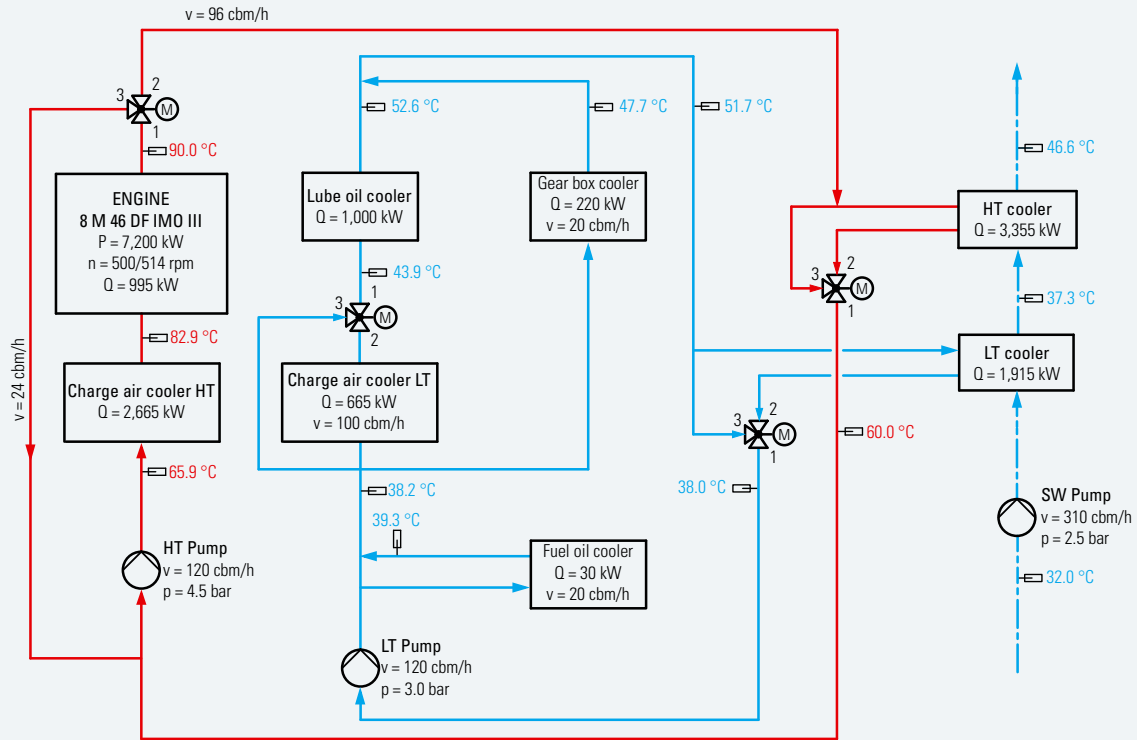 v = 96 cbm/h
3
2
M
1
90.0 °C
ENGINE
8 M 46 DF IMO III
P = 7,200 kW
n = 500/514 rpm
Q = 995 kW
82.9 °C
v = 24 cbm/h
Charge air cooler HT
Q = 2,665 kW
65.9 °C
HT Pump
v = 120 cbm/h
p = 4.5 bar
52.6 °C
Lube oil cooler
Q = 1,000 kW
43.9 °C
3
1
M
2
Charge air cooler LT
Q = 665 kW
v = 100 cbm/h
38.2 °C
39.3 °C
Fuel oil cooler
Q = 30 kW
v = 20 cbm/h
LT Pump
v = 120 cbm/h
p = 3.0 bar
47.7 °C
Gear box cooler
Q = 220 kW
v = 20 cbm/h
51.7 °C
3
2
M
1
38.0 °C
3
2
M
1
60.0 °C
46.6 °C
HT cooler
Q = 3,355 kW
37.3 °C
LT cooler
Q = 1,915 kW
SW Pump
v = 310 cbm/h
p = 2.5 bar
32.0 °C